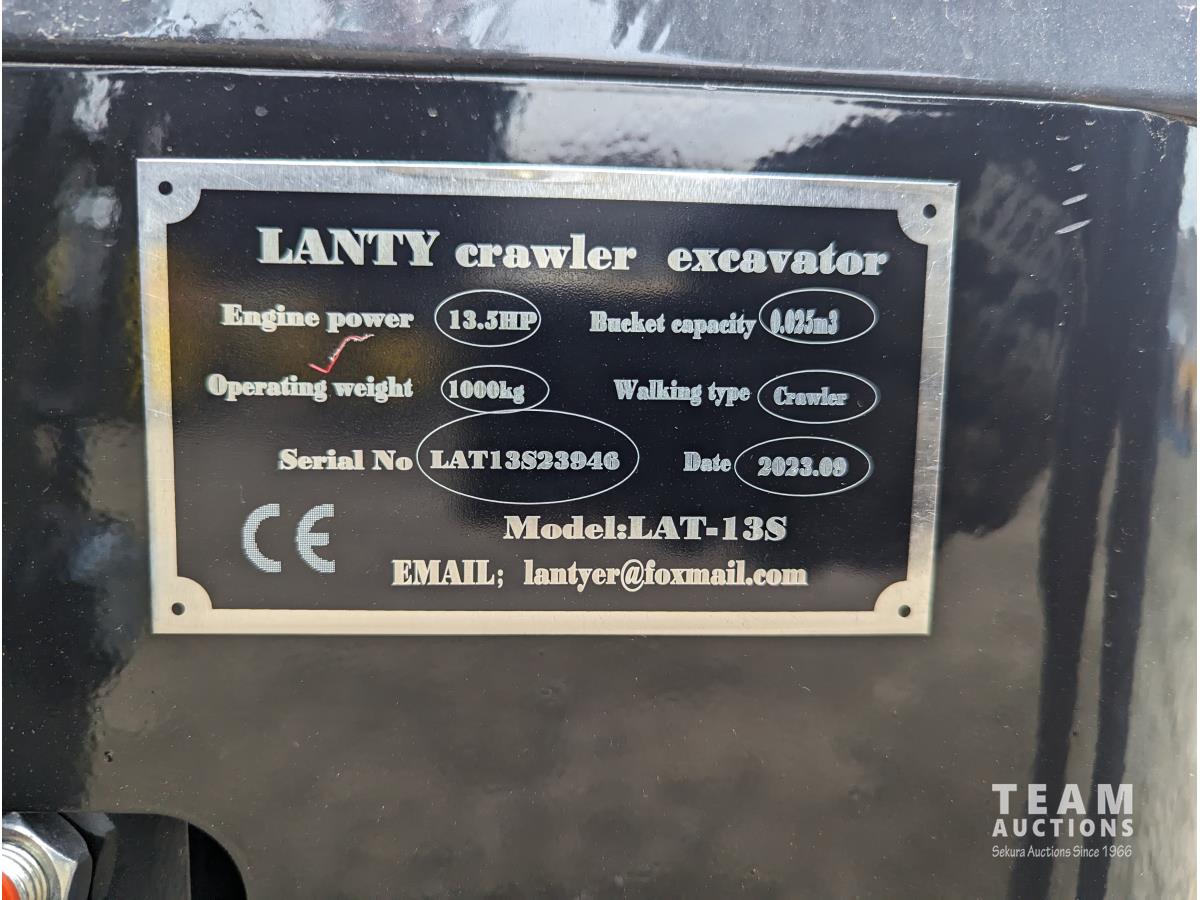 LANTY crawler excavator
Engine power 13.5HP Bucket capacity 0.025m3
Operating weight 1000kg Walking type Crawler
Serial No LAT13S23946 Date 2023.09
CE Model:LAT-13S
EMAIL; lantyer@foxmail.com
TEAM
AUCTIONS
Sekura Auctions Since 1966